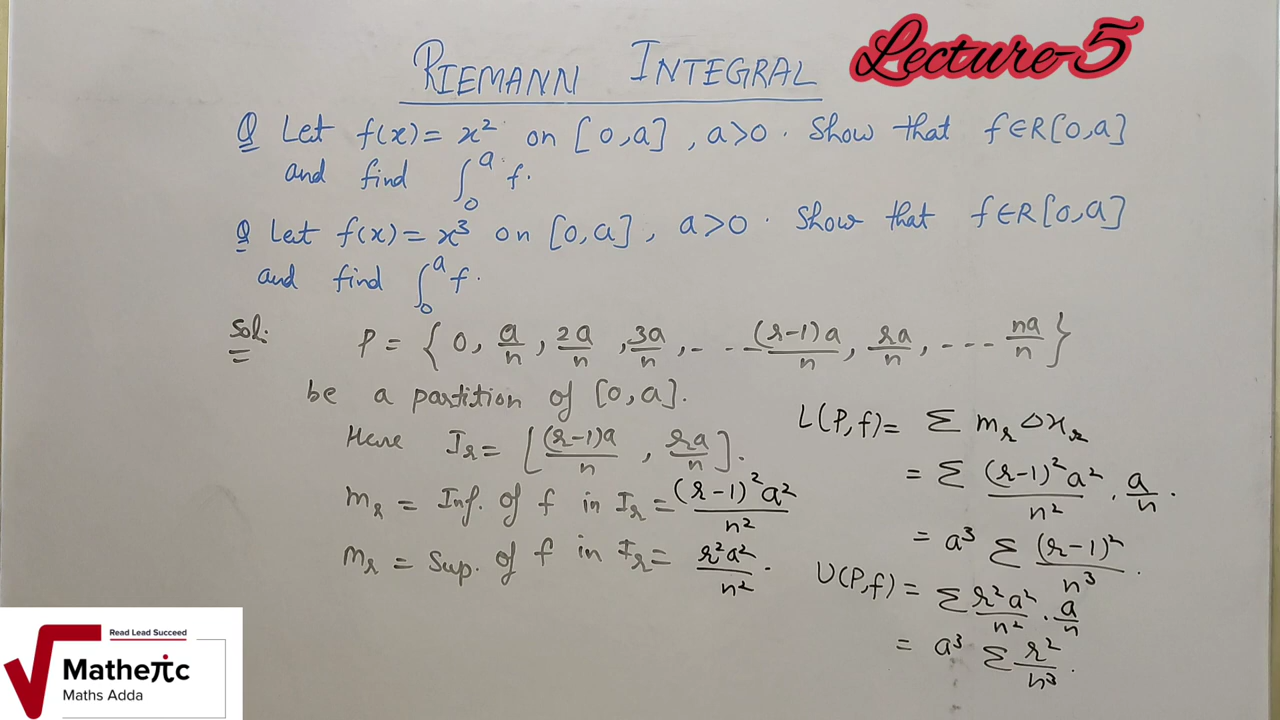 RIEMANN INTEGRAL
Lecture-5
Q Let f(x) = x² on [0,a], a>0. Show that f∈R[0,a]
and find ∫₀ᵃ f.
Q Let f(x) = x³ on [0,a], a>0. Show that f∈R[0,a]
and find ∫₀ᵃ f.
Sol. P = {0, a/n, 2a/n, 3a/n, - - - (r-1)a/n, ra/n, - - - - na/n}
be a partition of [0,a].
Here Iᵣ = [(r-1)a/n, ra/n].
mᵣ = Inf. of f in Iᵣ = (r-1)²a²/n²
Mᵣ = Sup. of f in Iᵣ = r²a²/n².
L(P,f) = Σ mᵣ Δxᵣ
= Σ (r-1)²a²/n² . a/n.
= a³ Σ (r-1)²/n³.
U(P,f) = Σ r²a²/n² . a/n
= a³ Σ r²/n³.
Read Lead Succeed
Matheπc
Maths Adda